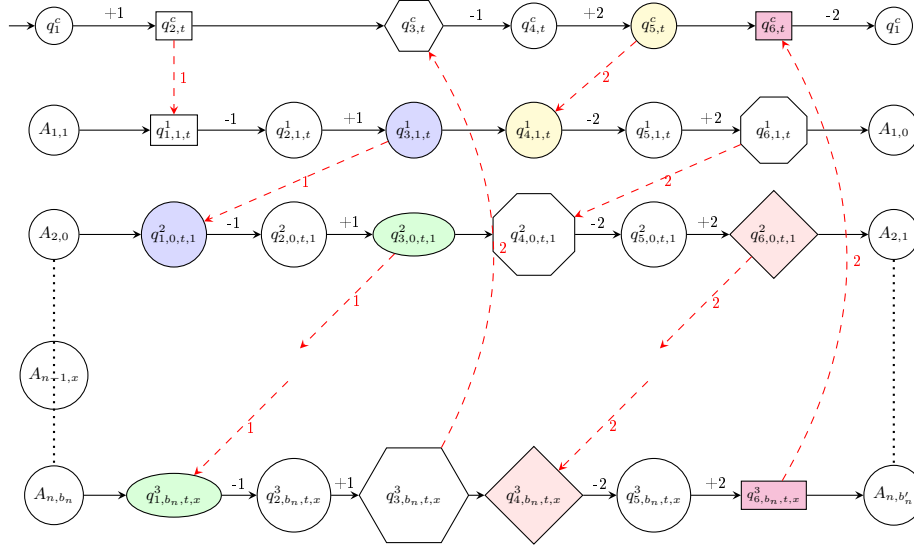 +1 -1 +2 -2
q_1^c q_{2,t}^c q_{3,t}^c q_{4,t}^c q_{5,t}^c q_{6,t}^c q_1^c
1 2
-1 +1 -2 +2
A_{1,1} q_{1,1,t}^1 q_{2,1,t}^1 q_{3,1,t}^1 q_{4,1,t}^1 q_{5,1,t}^1 q_{6,1,t}^1 A_{1,0}
1 2
-1 +1 -2 +2
A_{2,0} q_{1,0,t,1}^2 q_{2,0,t,1}^2 q_{3,0,t,1}^2 q_{4,0,t,1}^2 q_{5,0,t,1}^2 q_{6,0,t,1}^2 A_{2,1}
2 2
1 2
A_{n-1,x}
1 2
-1 +1 -2 +2
A_{n,b_n} q_{1,b_n,t,x}^3 q_{2,b_n,t,x}^3 q_{3,b_n,t,x}^3 q_{4,b_n,t,x}^3 q_{5,b_n,t,x}^3 q_{6,b_n,t,x}^3 A_{n,b'_n}